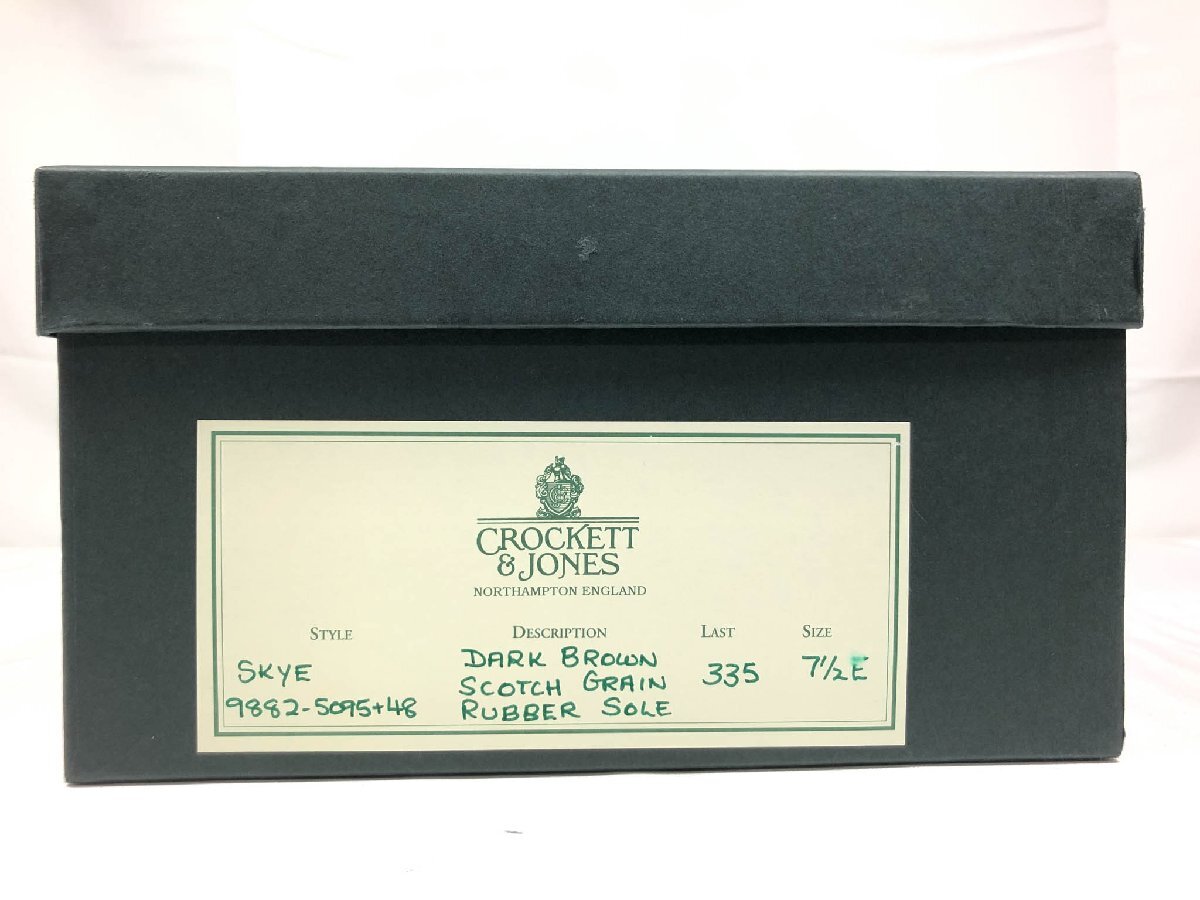 CROCKETT
& JONES
NORTHAMPTON ENGLAND
STYLE DESCRIPTION LAST SIZE
SKYE DARK BROWN 335 7½ E
SCOTCH GRAIN
9882-5095+48 RUBBER SOLE